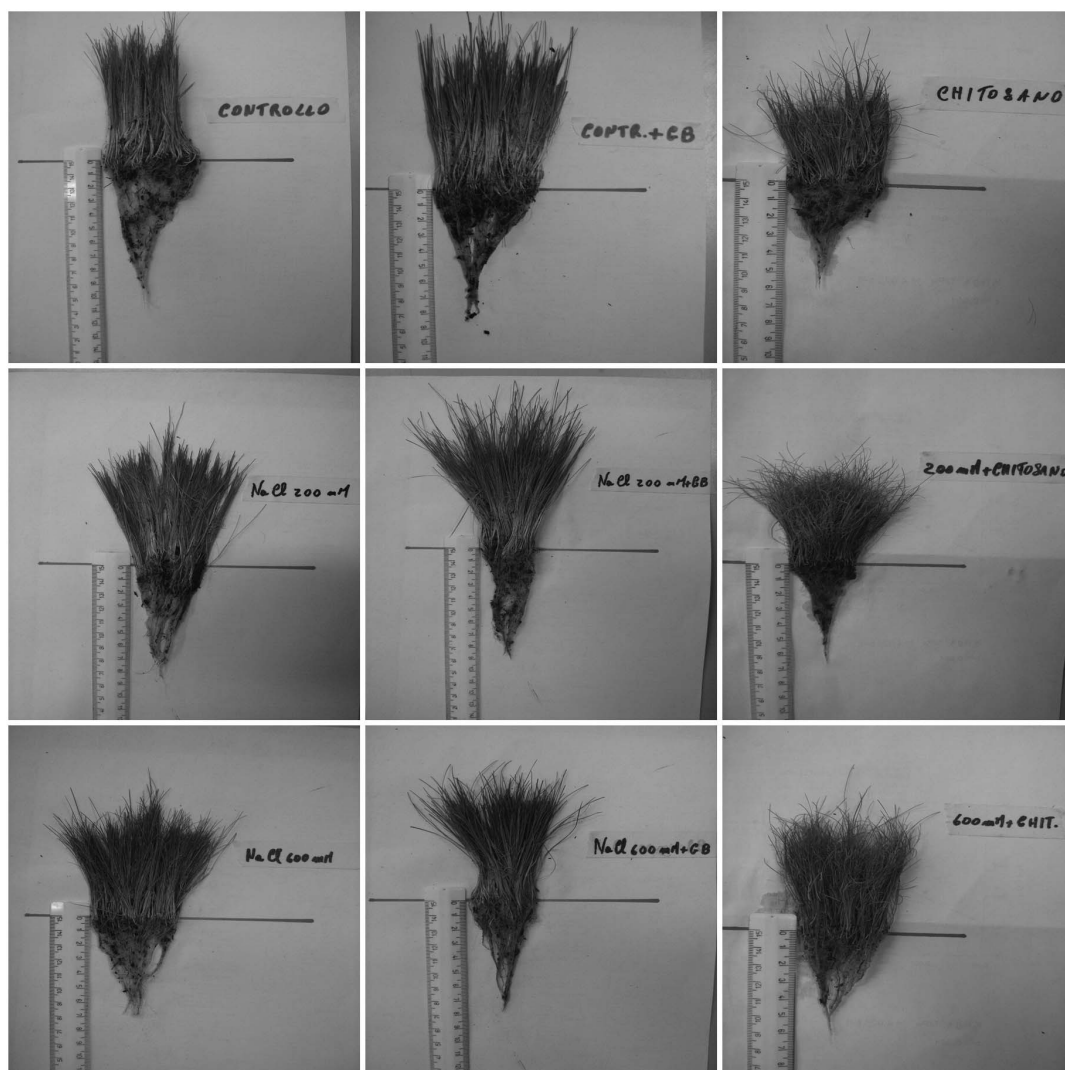 CONTROLLO
CONTR.+GB
CHITOSANO
NaCl 200 mM
NaCl 200 mM+GB
200 mM+CHITOSANO
NaCl 600 mM
NaCl 600 mM+GB
600 mM+CHIT.